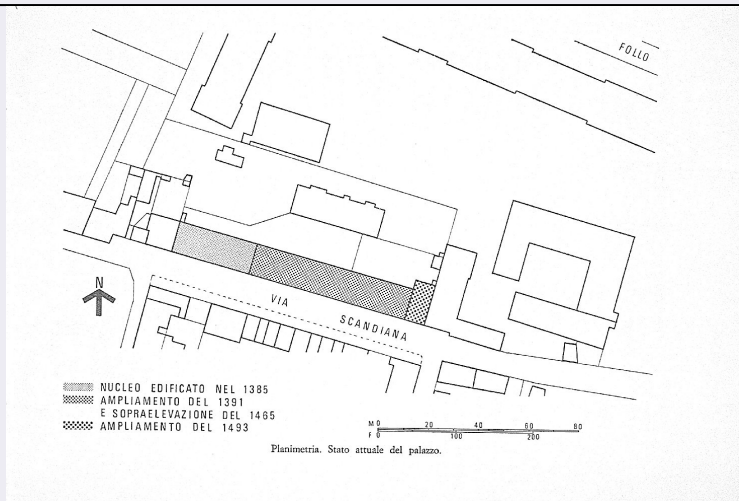 FOLLO
N
VIA
SCANDIANA
NUCLEO EDIFICATO NEL 1385
AMPLIAMENTO DEL 1391
E SOPRAELEVAZIONE DEL 1465
AMPLIAMENTO DEL 1493
M 0 20 40 60 80
F 0 100 200
Planimetria. Stato attuale del palazzo.